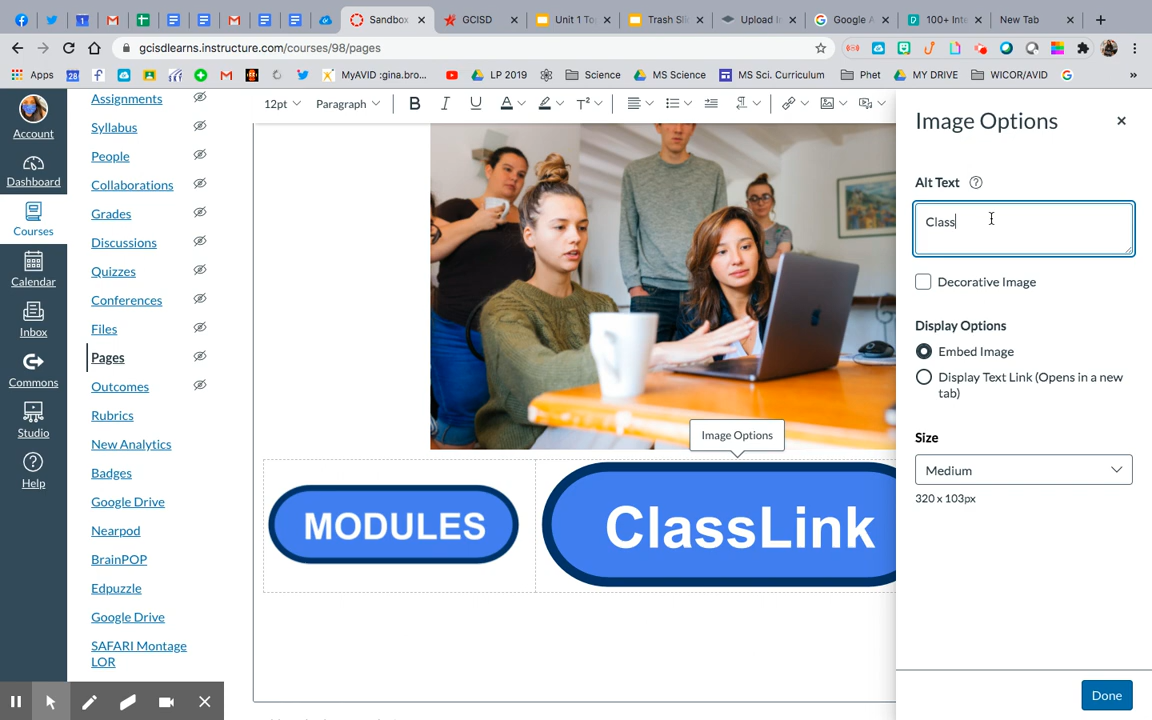 Sandbox
GCISD
Unit 1 To
Trash Sli
Upload In
Google A
100+ Inte
New Tab
gcisdlearns.instructure.com/courses/98/pages
Apps
28
MyAVID :gina.bro...
LP 2019
Science
MS Science
MS Sci. Curriculum
Phet
MY DRIVE
WICOR/AVID
»
Account
Dashboard
Courses
Calendar
Inbox
Commons
Studio
Help
Assignments
Syllabus
People
Collaborations
Grades
Discussions
Quizzes
Conferences
Files
Pages
Outcomes
Rubrics
New Analytics
Badges
Google Drive
Nearpod
BrainPOP
Edpuzzle
Google Drive
SAFARI Montage
LOR
12pt
Paragraph
B
I
U
A
T²
Image Options
MODULES
ClassLink
Image Options
Alt Text
Class
Decorative Image
Display Options
Embed Image
Display Text Link (Opens in a new
tab)
Size
Medium
320 x 103px
Done